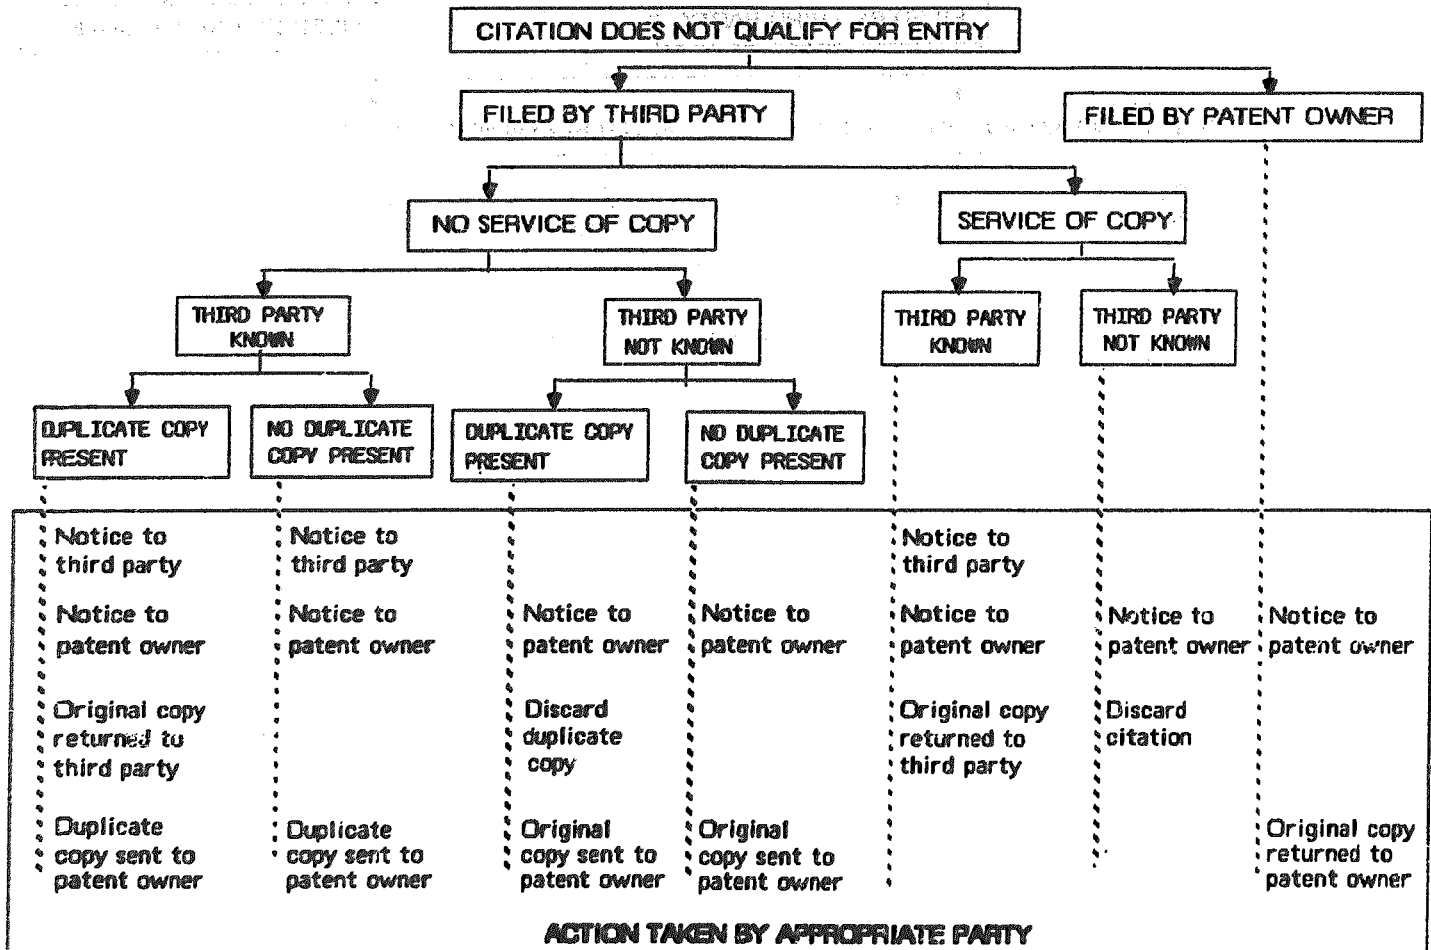 CITATION DOES NOT QUALIFY FOR ENTRY
FILED BY THIRD PARTY
FILED BY PATENT OWNER
NO SERVICE OF COPY
SERVICE OF COPY
THIRD PARTY
KNOWN
THIRD PARTY
NOT KNOWN
THIRD PARTY
KNOWN
THIRD PARTY
NOT KNOWN
DUPLICATE COPY
PRESENT
NO DUPLICATE
COPY PRESENT
DUPLICATE COPY
PRESENT
NO DUPLICATE
COPY PRESENT
Notice to
third party
Notice to
patent owner
Original copy
returned to
third party
Duplicate
copy sent to
patent owner
Notice to
third party
Notice to
patent owner
Duplicate
copy sent to
patent owner
Notice to
patent owner
Discard
duplicate
copy
Original
copy sent to
patent owner
Notice to
patent owner
Original
copy sent to
patent owner
Notice to
third party
Notice to
patent owner
Original copy
returned to
third party
Notice to
patent owner
Discard
citation
Notice to
patent owner
Original copy
returned to
patent owner
ACTION TAKEN BY APPROPRIATE PARTY